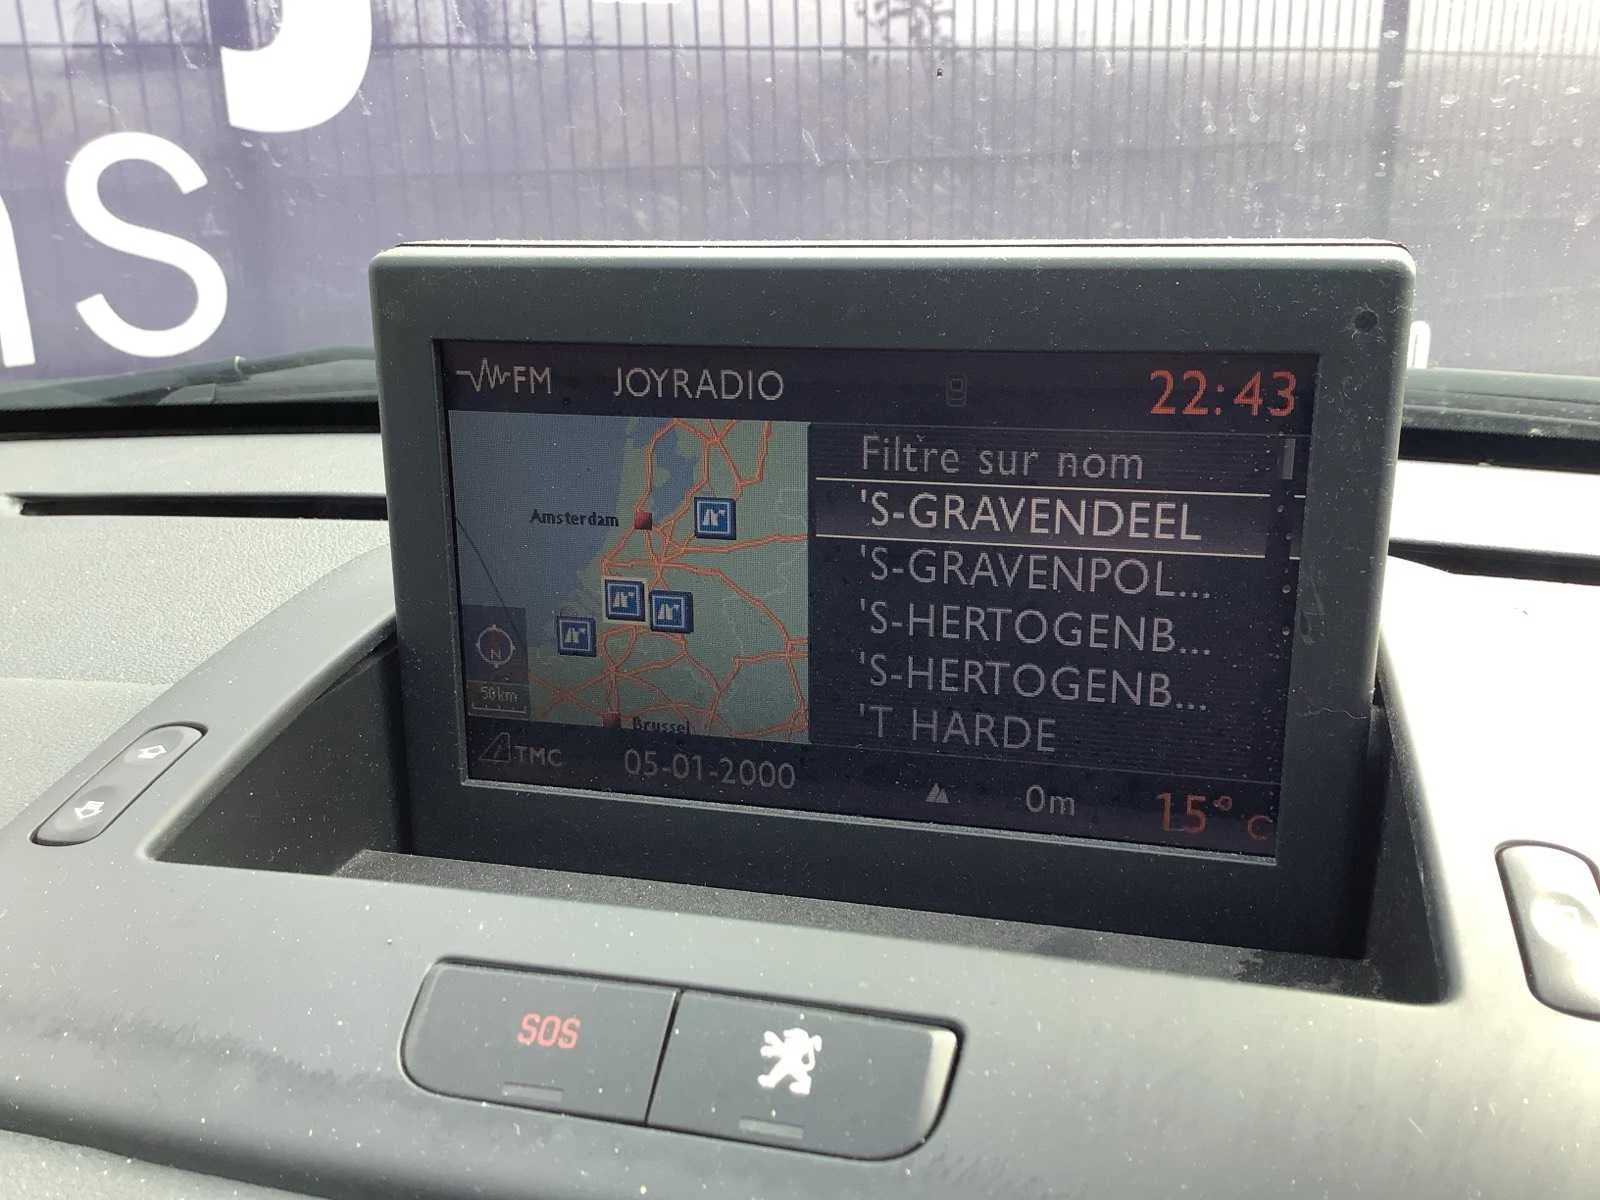 s
FM JOYRADIO 22:43
Filtre sur nom
'S-GRAVENDEEL
'S-GRAVENPOL...
'S-HERTOGENB...
'S-HERTOGENB...
'T HARDE
Amsterdam
N
50km
Brussel
TMC 05-01-2000 0m 15° C
SOS